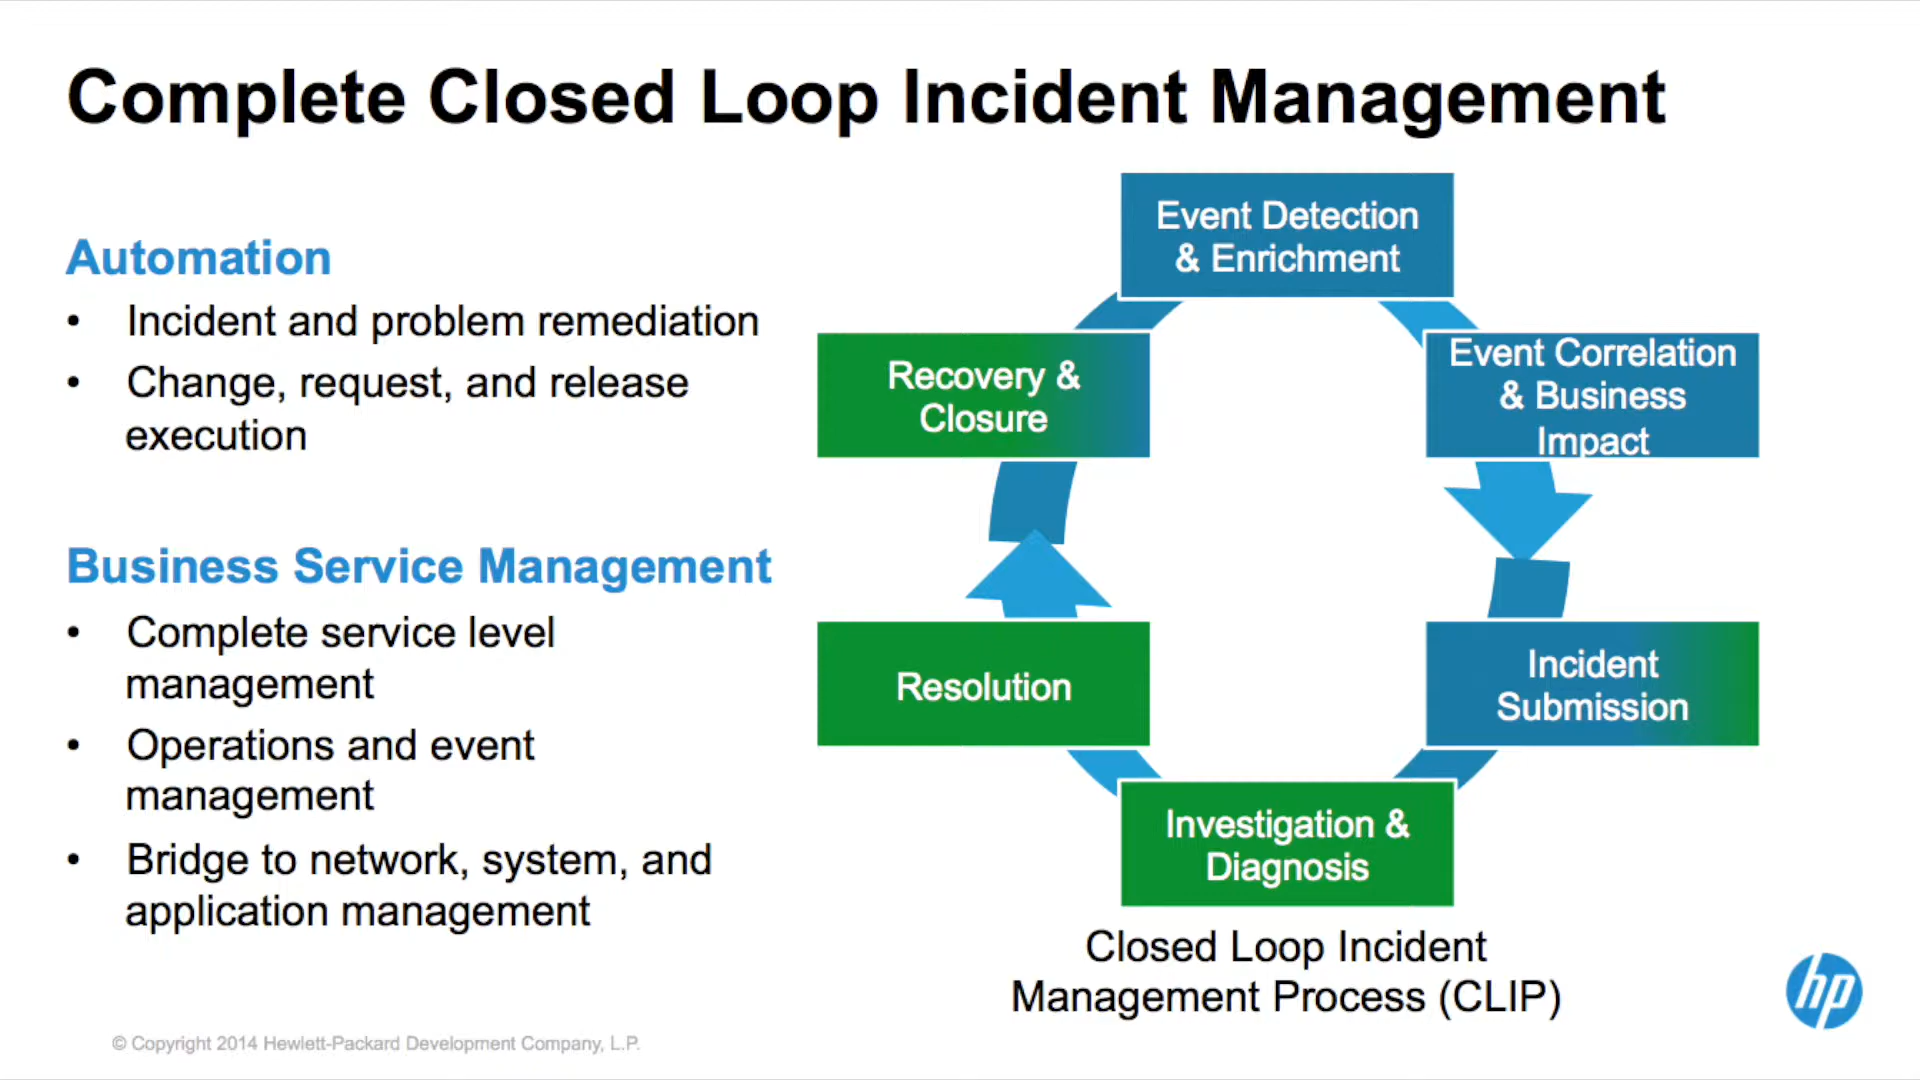 Complete Closed Loop Incident Management
Automation
• Incident and problem remediation
• Change, request, and release
execution
Business Service Management
• Complete service level
management
• Operations and event
management
• Bridge to network, system, and
application management
Event Detection
& Enrichment
Event Correlation
& Business
Impact
Incident
Submission
Investigation &
Diagnosis
Resolution
Recovery &
Closure
Closed Loop Incident
Management Process (CLIP)
hp
© Copyright 2014 Hewlett-Packard Development Company, L.P.